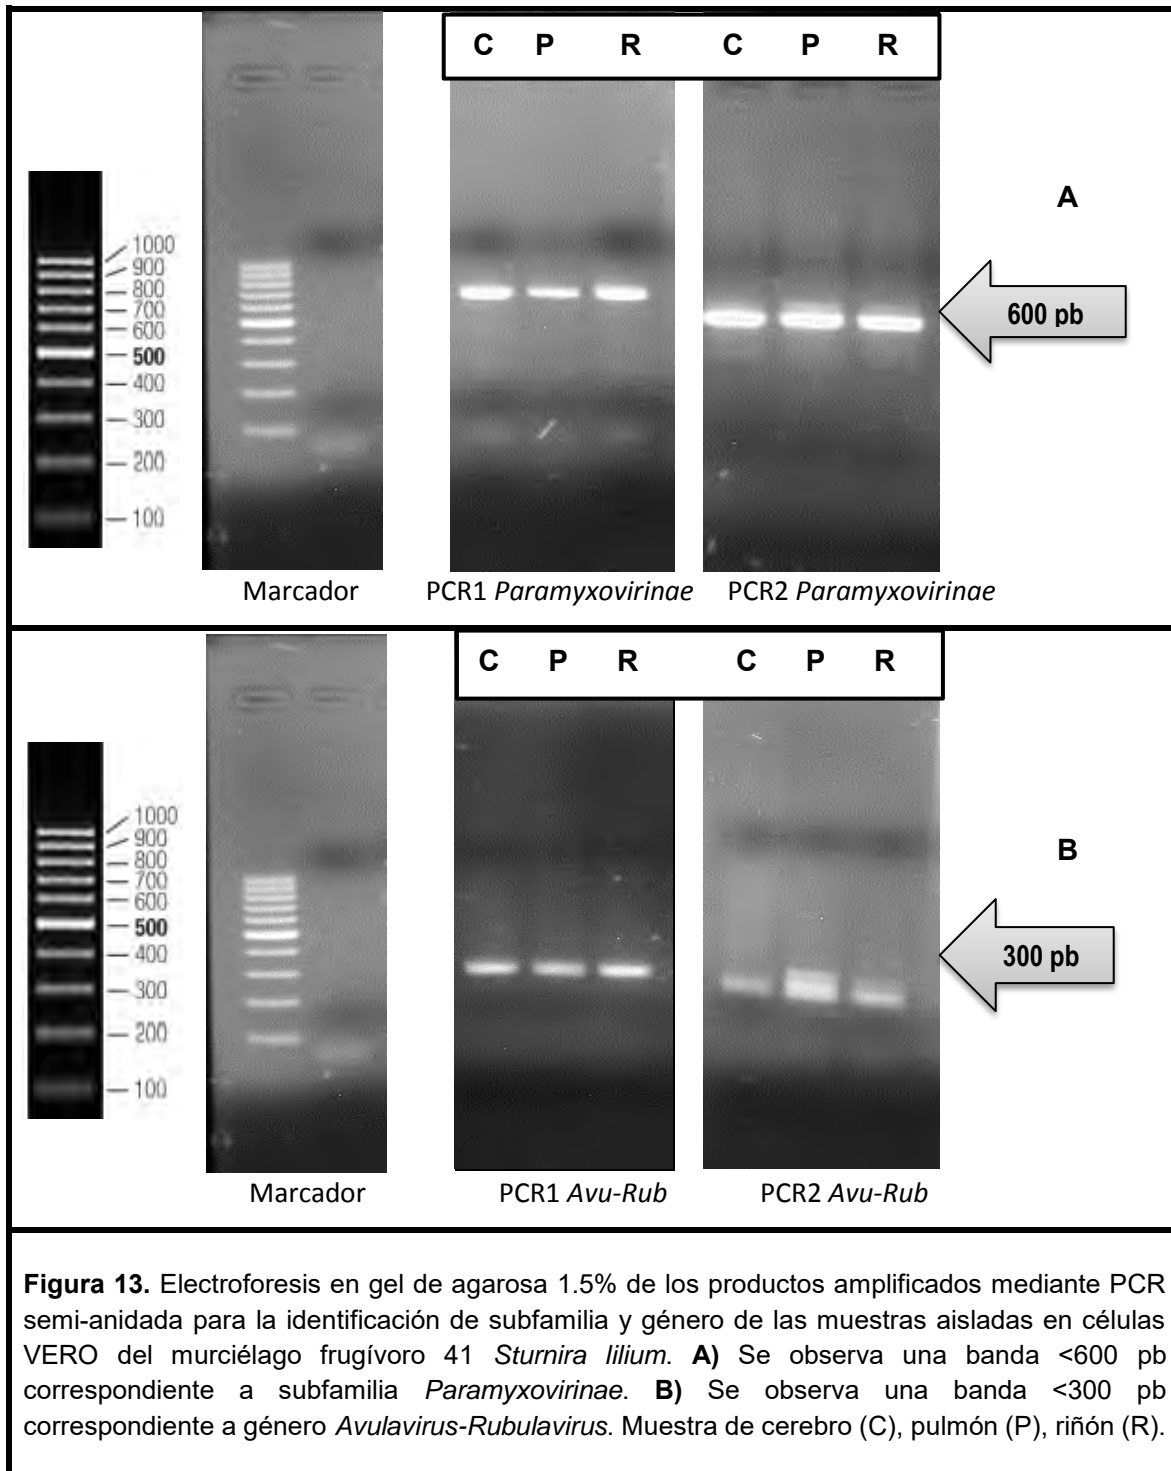 C P R C P R
A
1000
900
800
700
600
500
400
300
200
100
600 pb
Marcador PCR1 Paramyxovirinae PCR2 Paramyxovirinae
C P R C P R
B
1000
900
800
700
600
500
400
300
200
100
300 pb
Marcador PCR1 Avu-Rub PCR2 Avu-Rub
Figura 13. Electroforesis en gel de agarosa 1.5% de los productos amplificados mediante PCR
semi-anidada para la identificación de subfamilia y género de las muestras aisladas en células
VERO del murciélago frugívoro 41 Sturnira lilium. A) Se observa una banda <600 pb
correspondiente a subfamilia Paramyxovirinae. B) Se observa una banda <300 pb
correspondiente a género Avulavirus-Rubulavirus. Muestra de cerebro (C), pulmón (P), riñón (R).